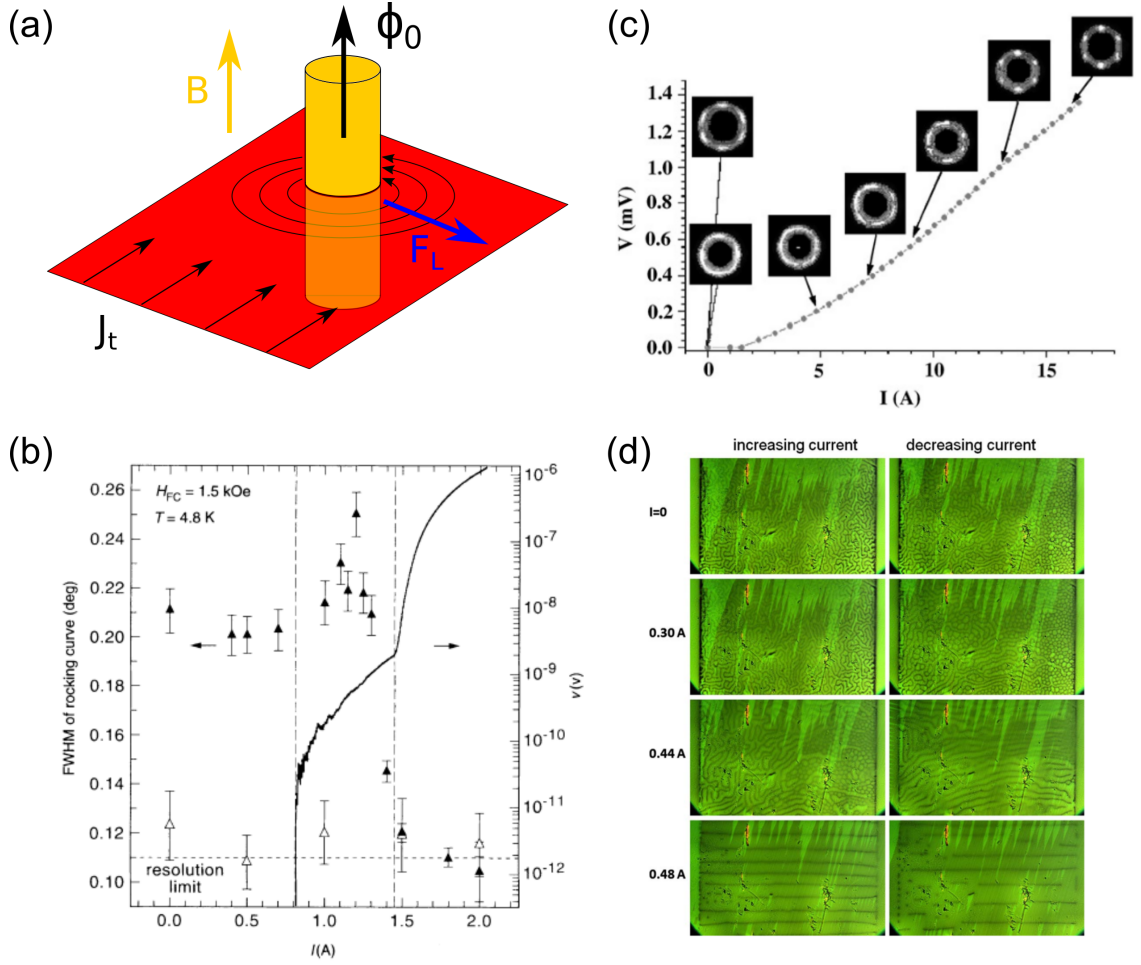 (a)
B
ϕ0
FL
Jt
(b)
FWHM of rocking curve (deg)
0.26
0.24
0.22
0.20
0.18
0.16
0.14
0.12
0.10
HFC = 1.5 kOe
T = 4.8 K
resolution
limit
0.0 0.5 1.0 1.5 2.0
I(A)
10-6
10-7
10-8
10-9
10-10
10-11
10-12
v(v)
(c)
V (mV)
1.4
1.2
1.0
0.8
0.6
0.4
0.2
0.0
0 5 10 15
I (A)
(d)
increasing current decreasing current
I=0
0.30 A
0.44 A
0.48 A